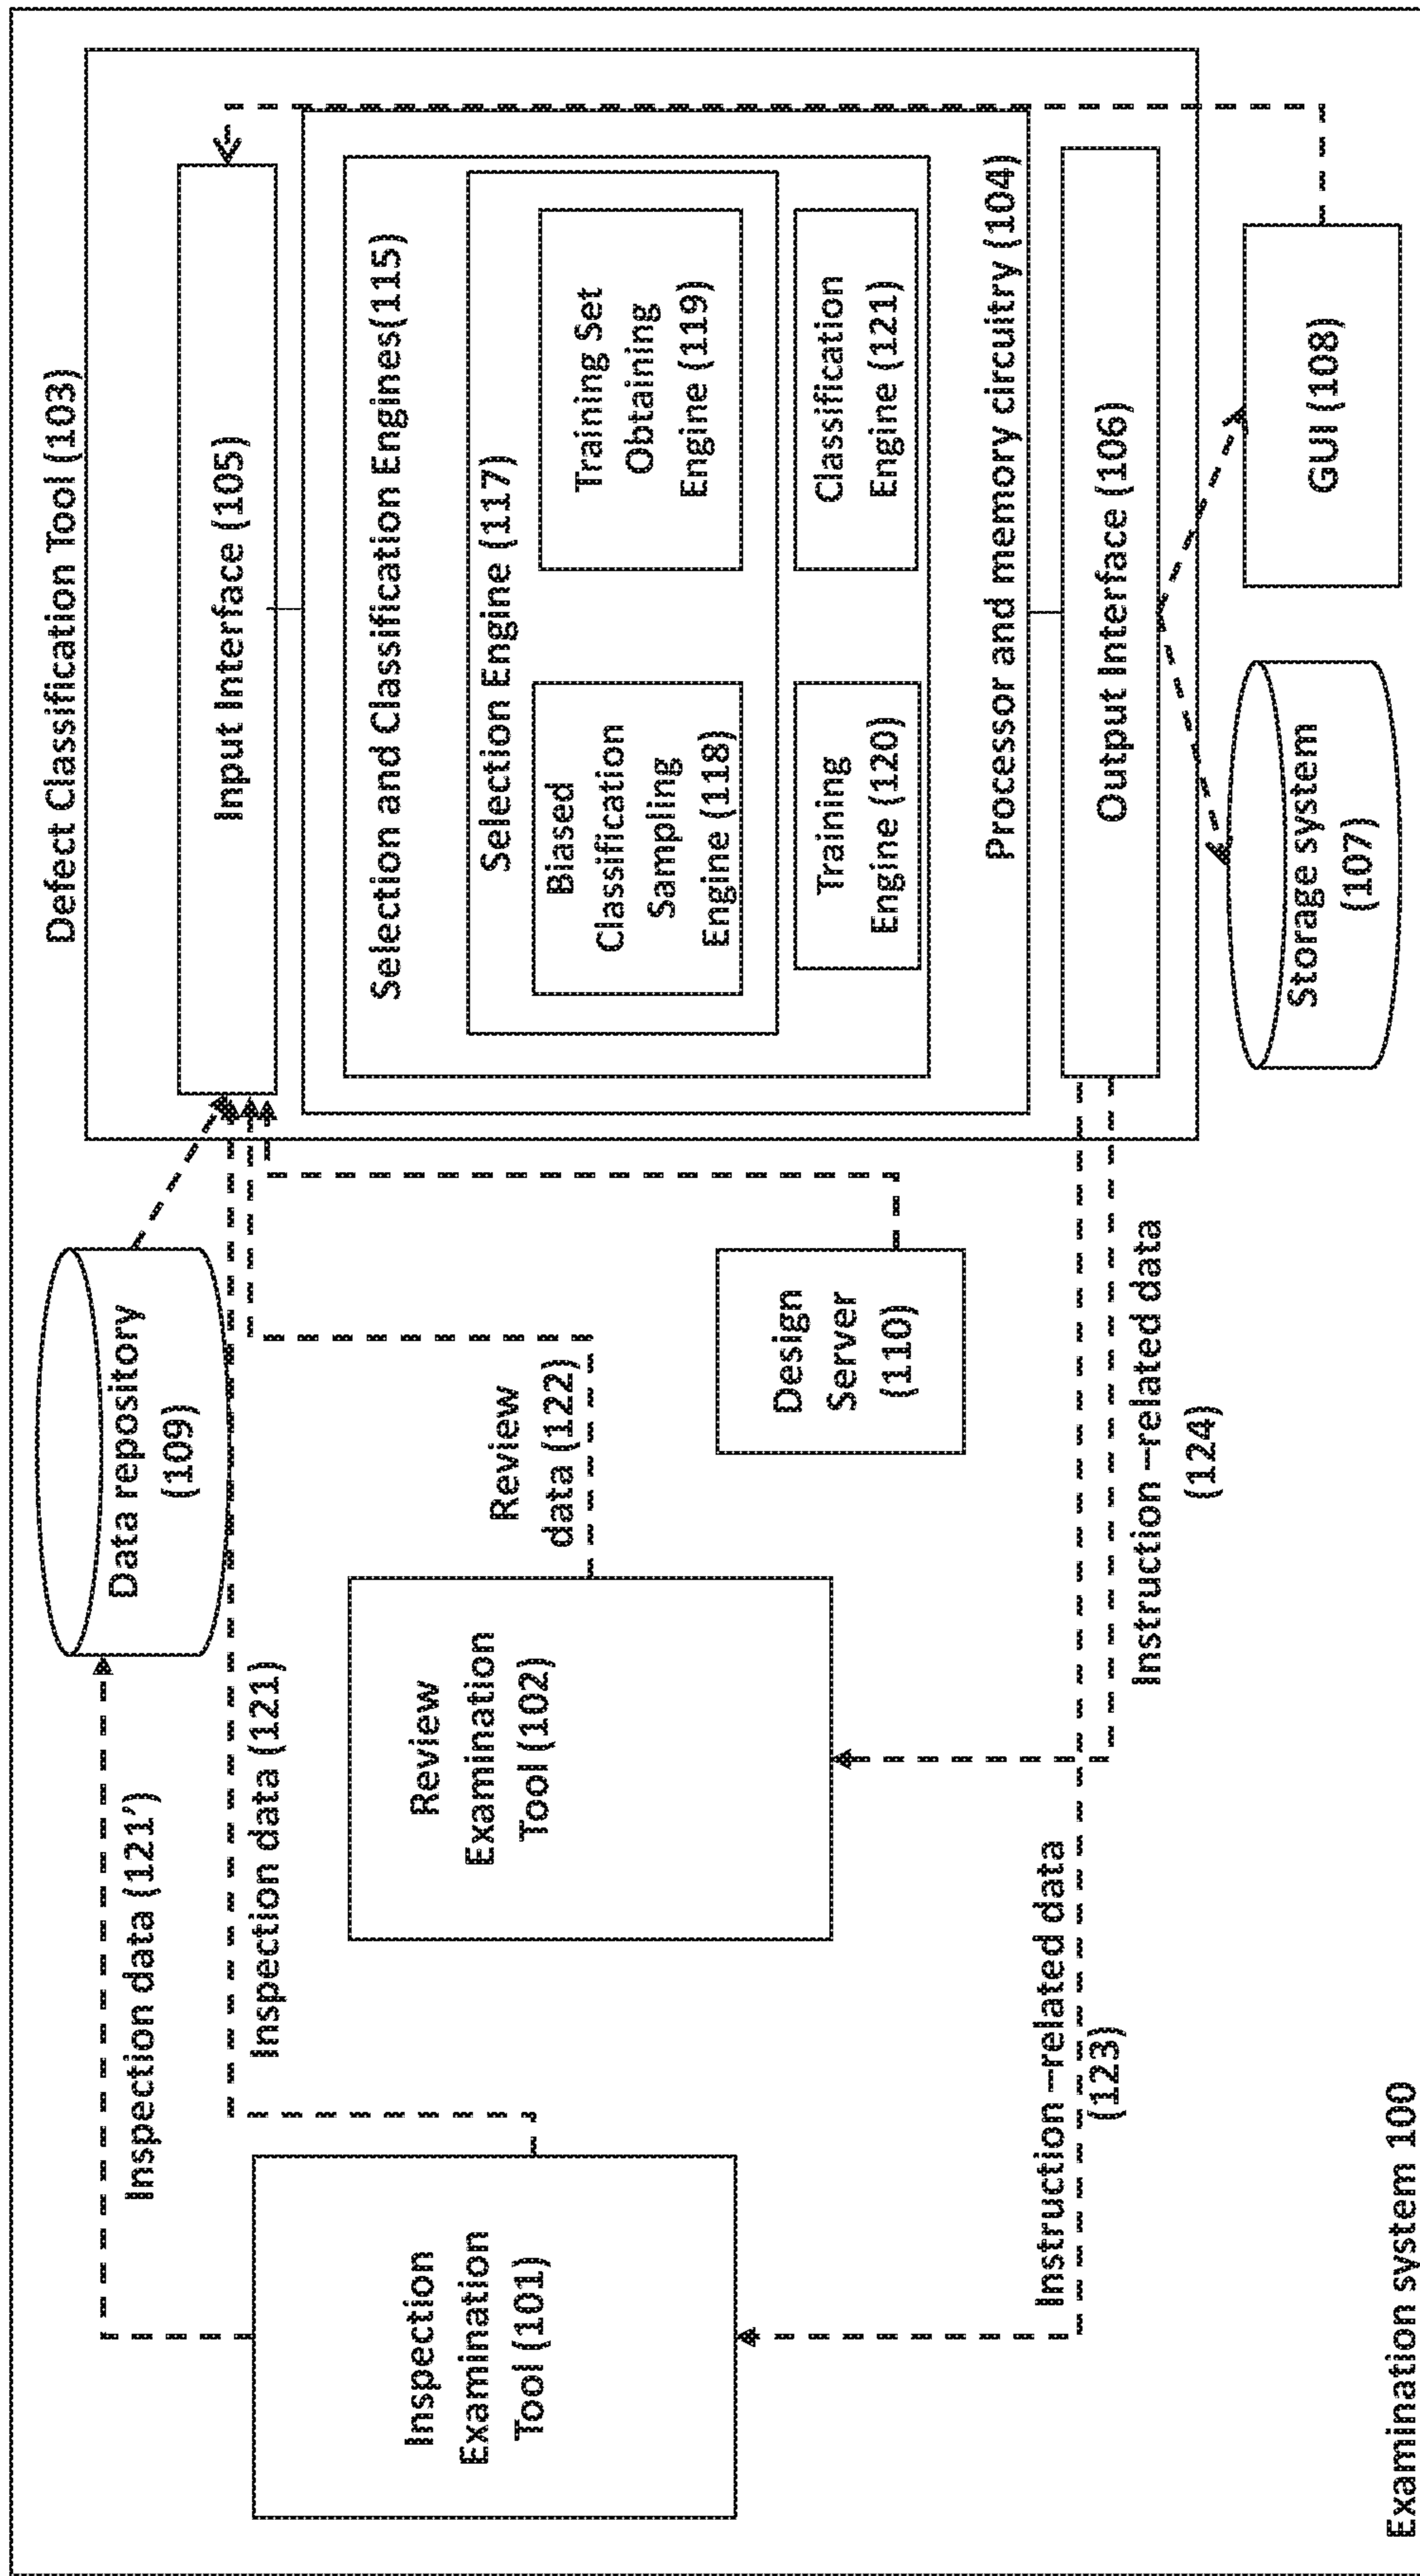 Defect Classification Tool (103)
Input Interface (105)
Selection and Classification Engines(115)
Selection Engine (117)
Biased
Classification
Sampling
Engine (118)
Training Set
Obtaining
Engine (119)
Training
Engine (120)
Classification
Engine (121)
Processor and memory circuitry (104)
Output Interface (106)
Storage system
(107)
GUI (108)
Data repository
(109)
Inspection data (121')
Inspection data (121)
Review
data (122)
Design
Server
(110)
Review
Examination
Tool (102)
Inspection
Examination
Tool (101)
Instruction –related data
(123)
Instruction –related data
(124)
Examination system 100